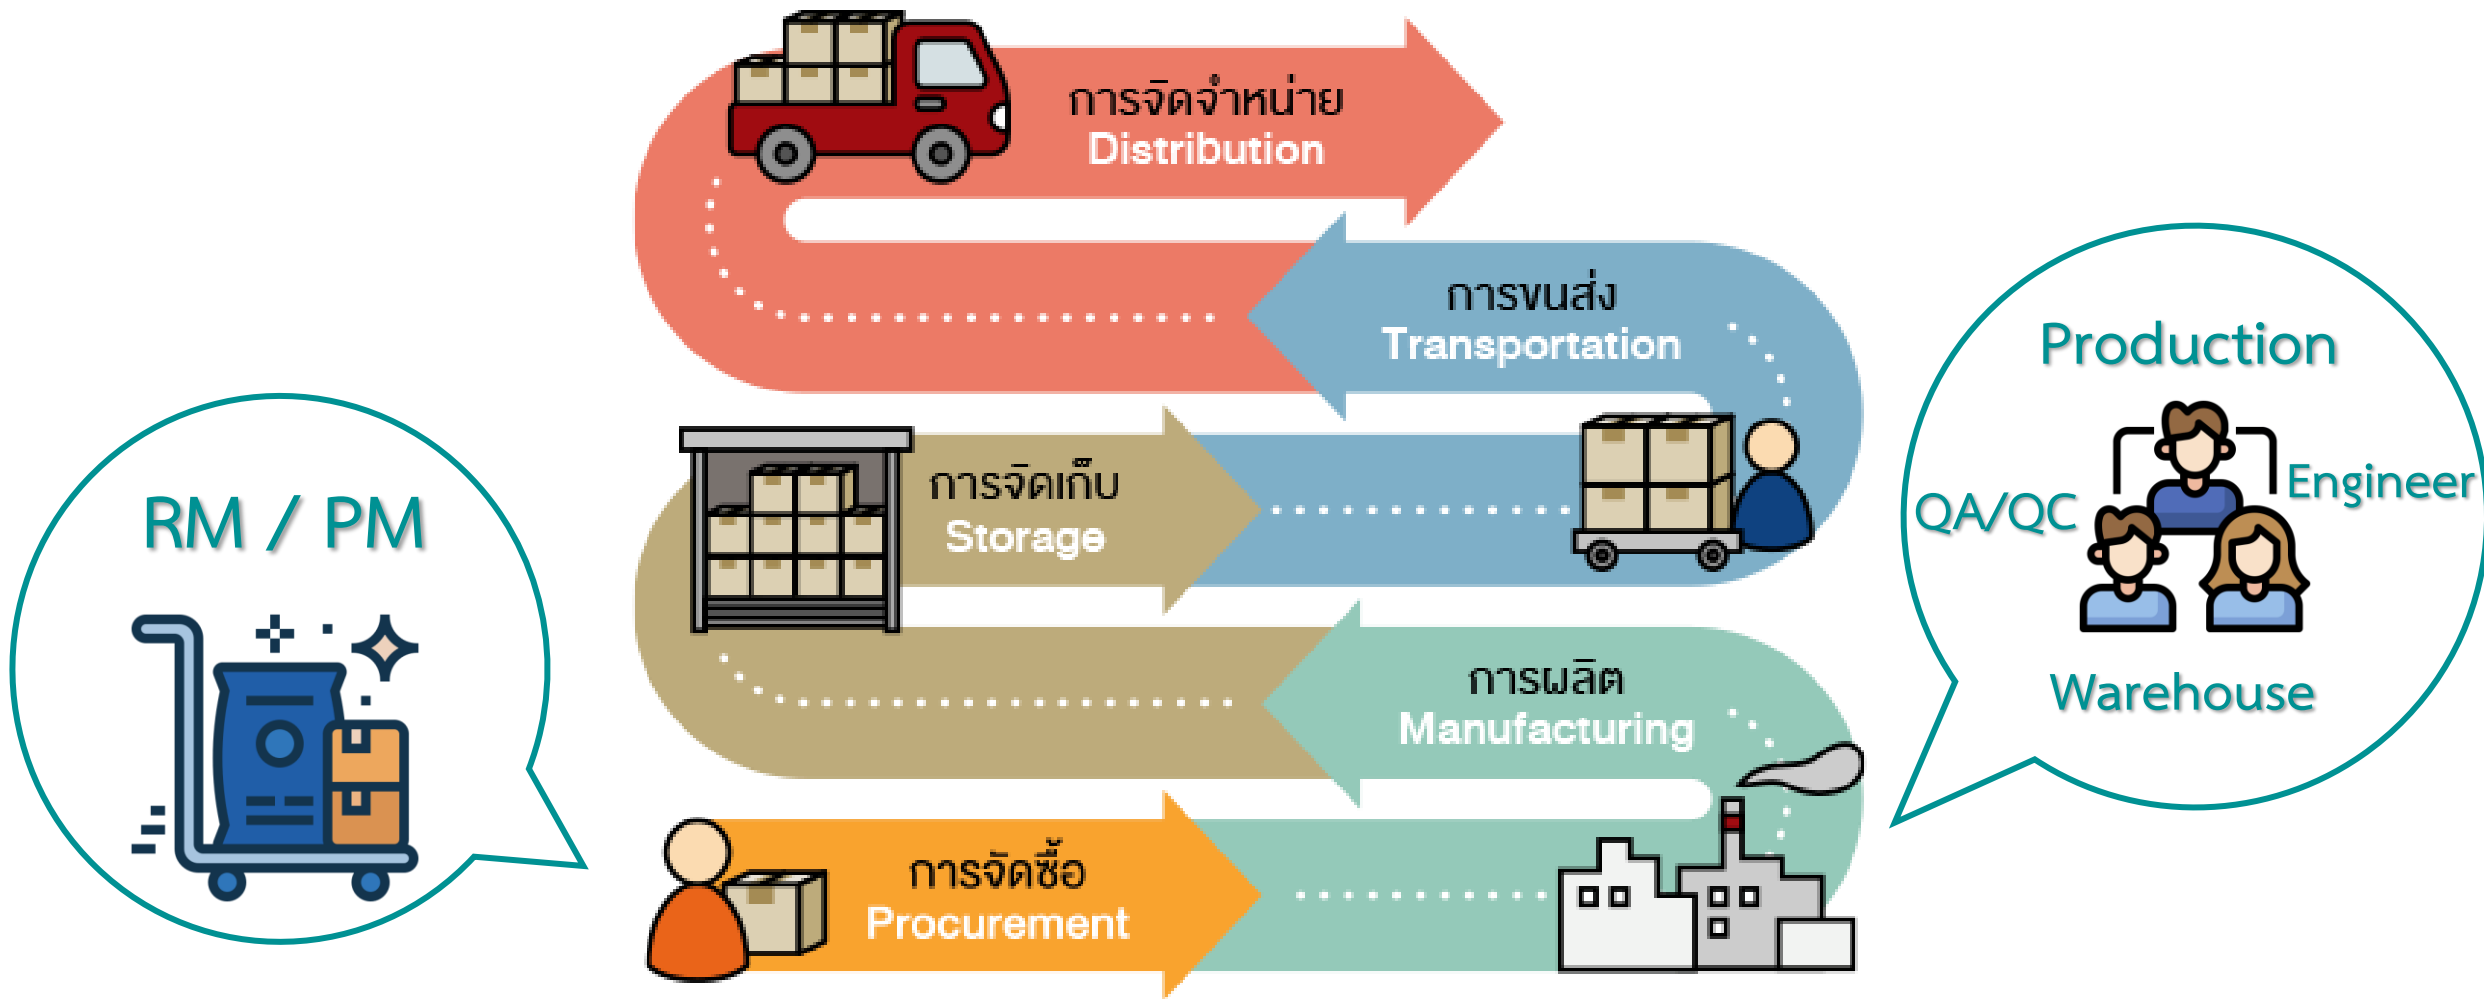 การจัดจำหน่าย
Distribution
การขนส่ง
Transportation
การจัดเก็บ
Storage
การผลิต
Manufacturing
การจัดซื้อ
Procurement
RM / PM
Production
QA/QC
Engineer
Warehouse